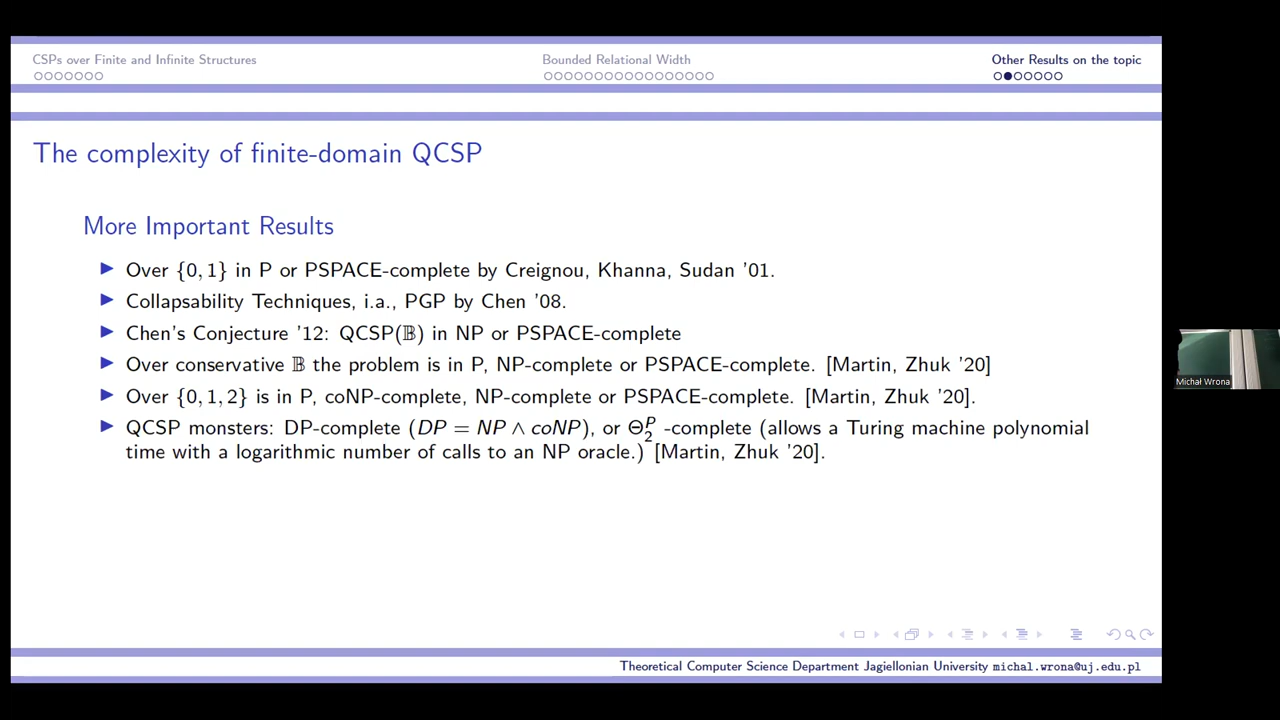 CSPs over Finite and Infinite Structures
Bounded Relational Width
Other Results on the topic
The complexity of finite-domain QCSP
More Important Results
Over {0, 1} in P or PSPACE-complete by Creignou, Khanna, Sudan '01.
Collapsability Techniques, i.a., PGP by Chen '08.
Chen's Conjecture '12: QCSP(𝔹) in NP or PSPACE-complete
Over conservative 𝔹 the problem is in P, NP-complete or PSPACE-complete. [Martin, Zhuk '20]
Over {0, 1, 2} is in P, coNP-complete, NP-complete or PSPACE-complete. [Martin, Zhuk '20].
QCSP monsters: DP-complete (DP = NP ∧ coNP), or Θ₂ᴾ -complete (allows a Turing machine polynomial
time with a logarithmic number of calls to an NP oracle.) [Martin, Zhuk '20].
Michał Wrona
Theoretical Computer Science Department Jagiellonian University michal.wrona@uj.edu.pl